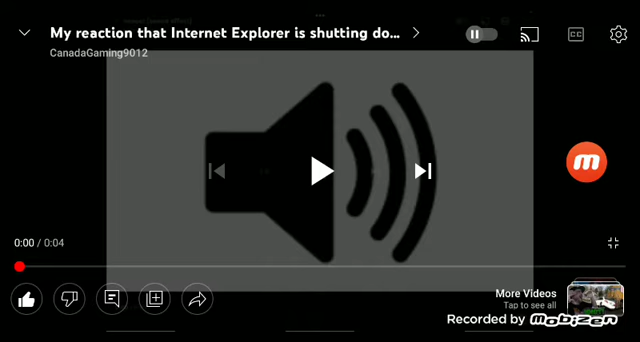 My reaction that Internet Explorer is shutting do...
CanadaGaming9012
CC
m
0:00 / 0:04
More Videos
Tap to see all
Recorded by Mobizen